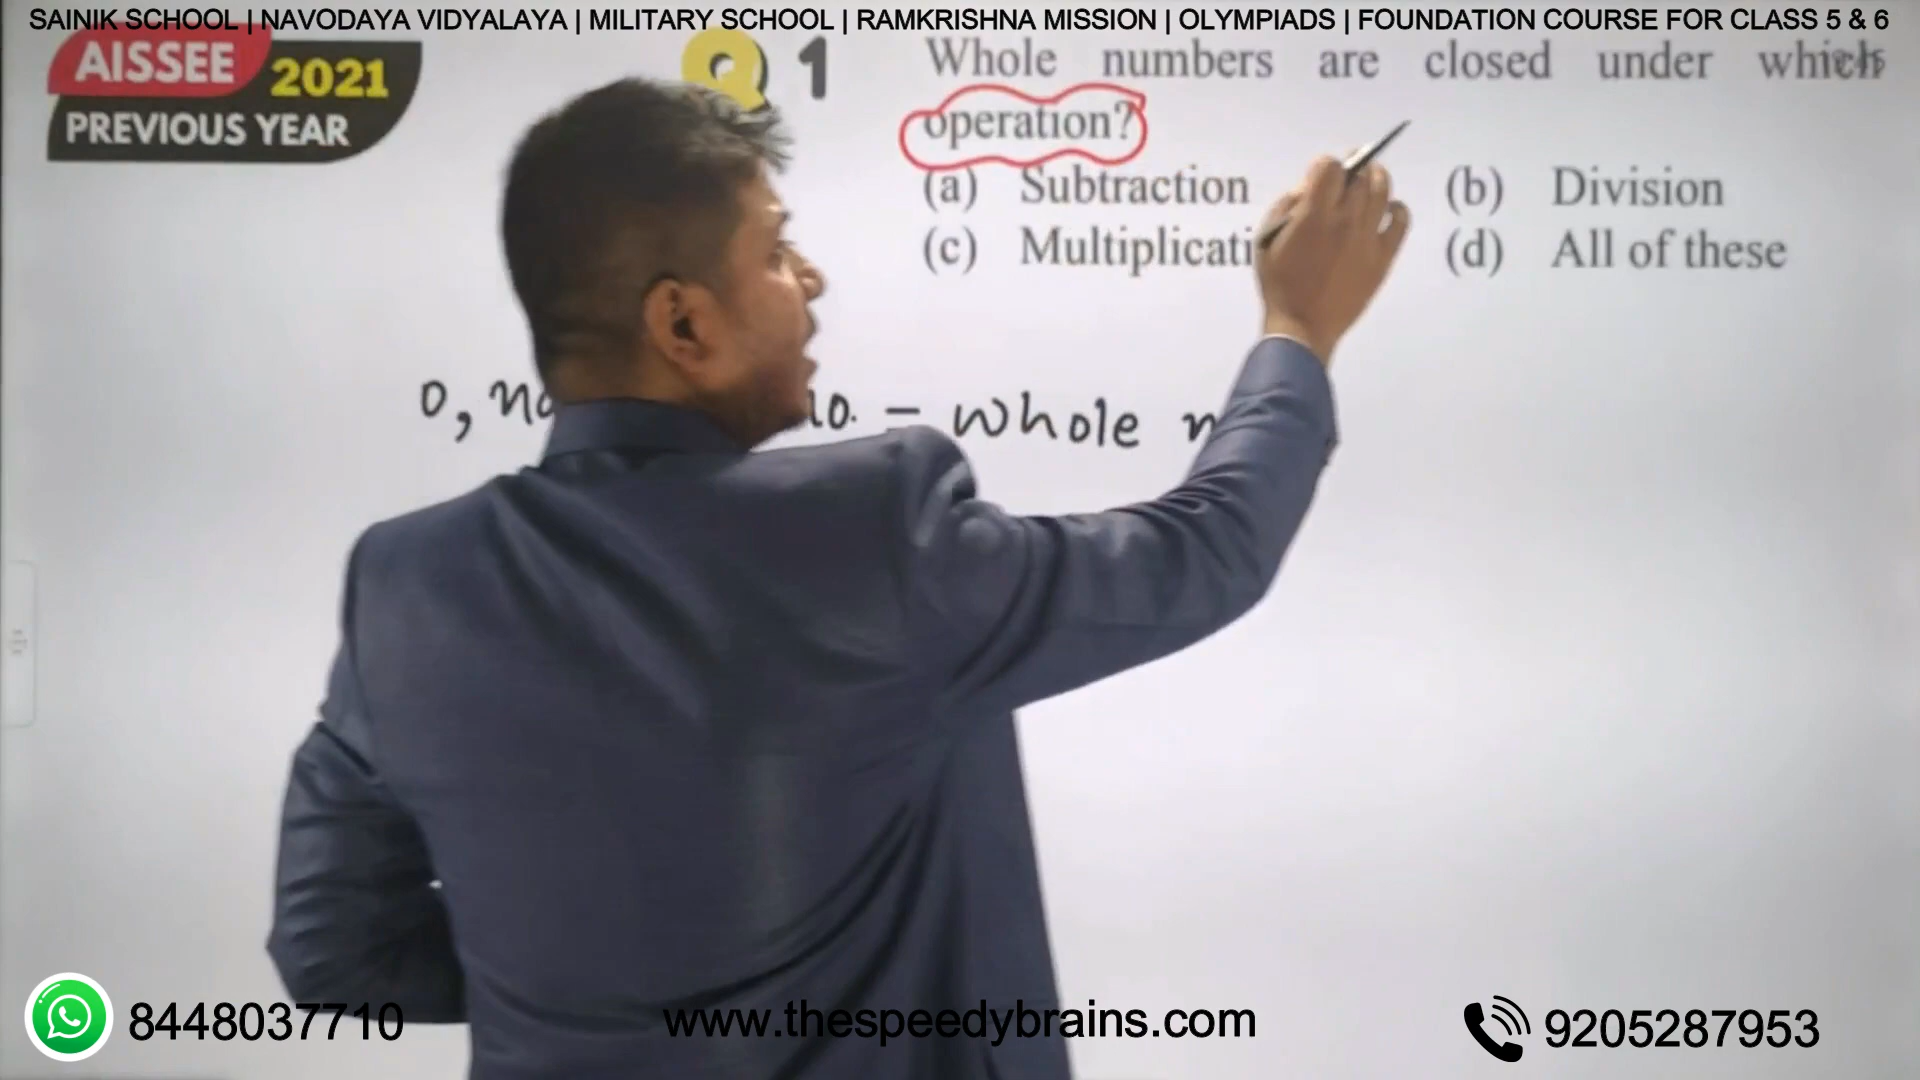 SAINIK SCHOOL | NAVODAYA VIDYALAYA | MILITARY SCHOOL | RAMKRISHNA MISSION | OLYMPIADS | FOUNDATION COURSE FOR CLASS 5 & 6
AISSEE 2021
PREVIOUS YEAR
Q 1
Whole numbers are closed under which
operation?
(a) Subtraction (b) Division
(c) Multiplicati (d) All of these
0, no. = whole
8448037710 www.thespeedybrains.com 9205287953